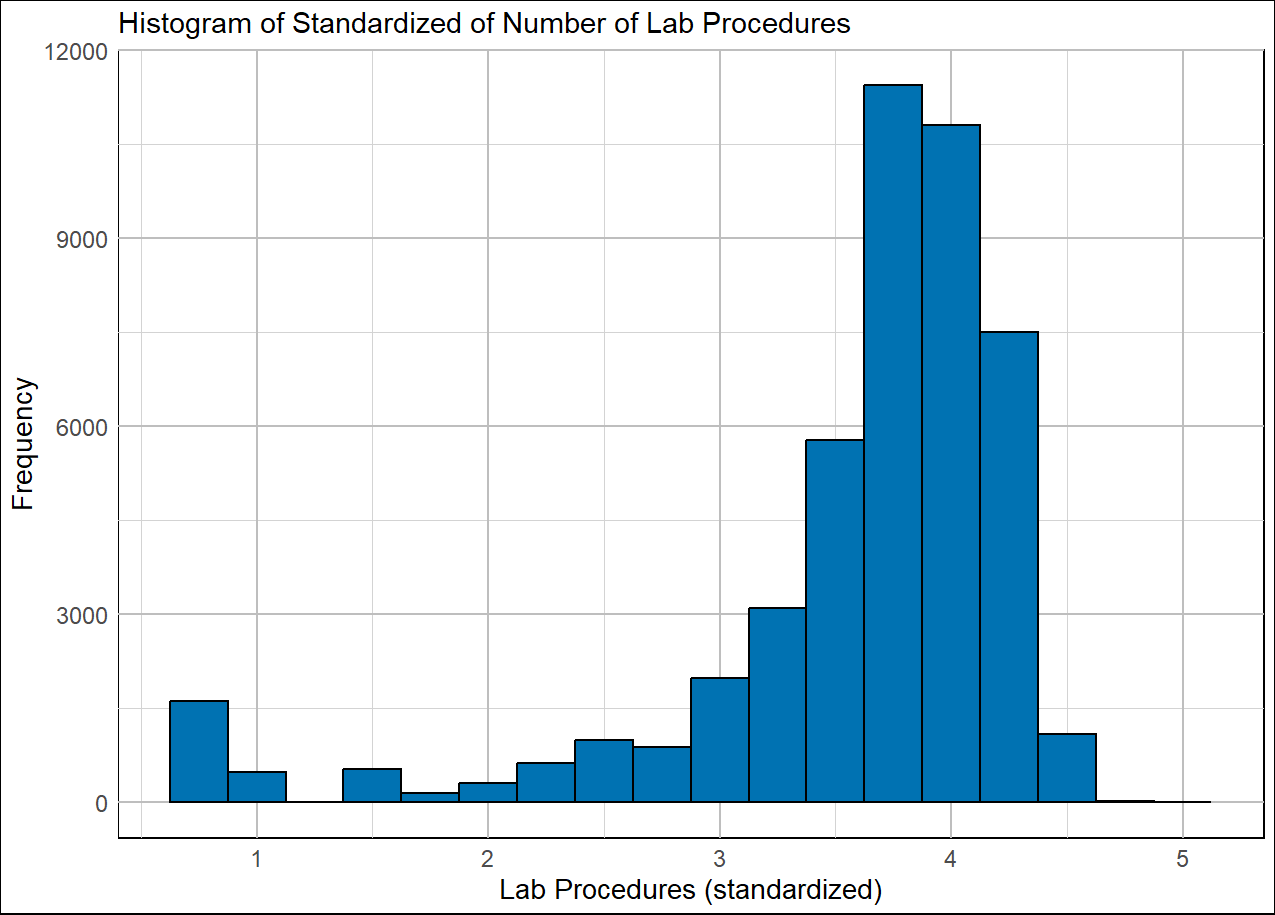 Histogram of Standardized of Number of Lab Procedures
12000
9000
6000
3000
0
Frequency
1 2 3 4 5
Lab Procedures (standardized)